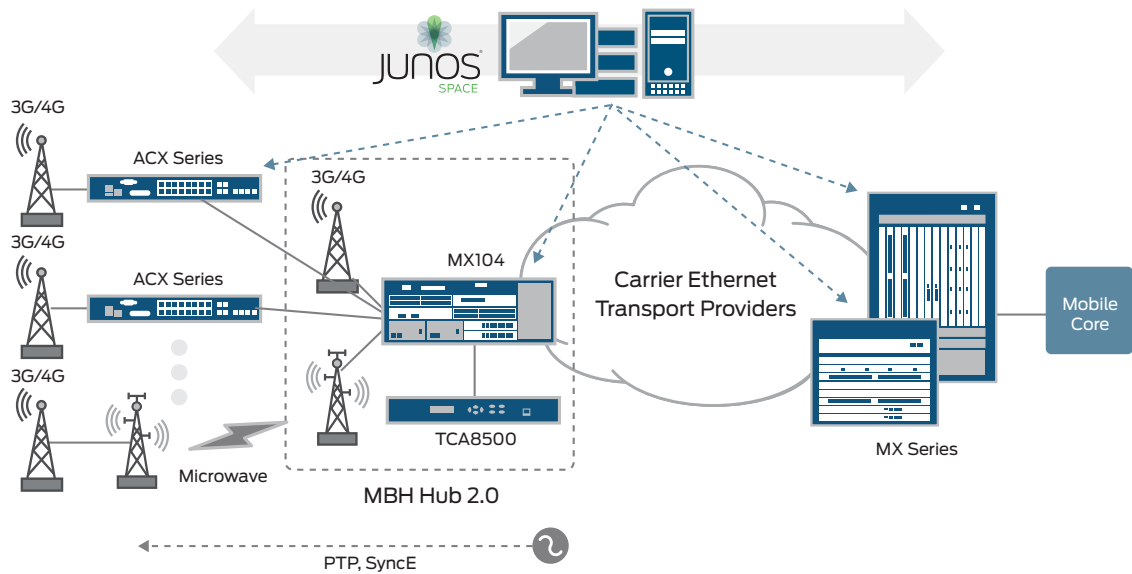 JUNOS
SPACE
3G/4G
ACX Series
3G/4G
MX104
3G/4G
ACX Series
Carrier Ethernet
Transport Providers
Mobile
Core
3G/4G
Microwave
TCA8500
MX Series
MBH Hub 2.0
PTP, SyncE